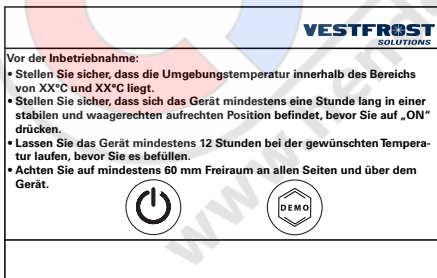 VESTFROST
SOLUTIONS
Vor der Inbetriebnahme:
• Stellen Sie sicher, dass die Umgebungstemperatur innerhalb des Bereichs
von XX°C und XX°C liegt.
• Stellen Sie sicher, dass sich das Gerät mindestens eine Stunde lang in einer
stabilen und waagerechten aufrechten Position befindet, bevor Sie auf „ON“
drücken.
• Lassen Sie das Gerät mindestens 12 Stunden bei der gewünschten Tempera-
tur laufen, bevor Sie es befüllen.
• Achten Sie auf mindestens 60 mm Freiraum an allen Seiten und über dem
Gerät.
DEMO